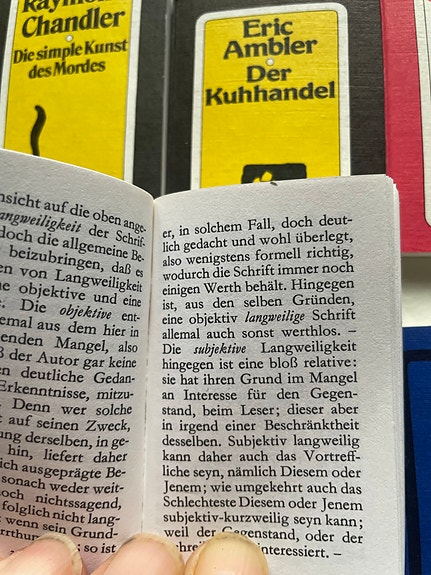 Raymond
Chandler
Die simple Kunst
des Mordes
Eric
Ambler
Der
Kuhhandel
nsicht auf die oben ange-
angweiligkeit der Schrif-
doch die allgemeine Be-
beizubringen, daß es
en von Langweiligkeit
ne objektive und eine
. Die objektive ent-
emal aus dem hier in
enden Mangel, also
ß der Autor gar keine
en deutliche Gedan-
Erkenntnisse, mitzu-
Denn wer solche
auf seinen Zweck,
ung derselben, in ge-
hin, liefert daher
ich ausgeprägte Be-
sonach weder weit-
och nichtssagend,
folglich nicht lang-
wenn sein Grund-
rrthum; so ist
er, in solchem Fall, doch deut-
lich gedacht und wohl überlegt,
also wenigstens formell richtig,
wodurch die Schrift immer noch
einigen Werth behält. Hingegen
ist, aus den selben Gründen,
eine objektiv langweilige Schrift
allemal auch sonst werthlos. –
Die subjektive Langweiligkeit
hingegen ist eine bloß relative:
sie hat ihren Grund im Mangel
an Interesse für den Gegen-
stand, beim Leser; dieser aber
in irgend einer Beschränktheit
desselben. Subjektiv langweilig
kann daher auch das Vortreff-
liche seyn, nämlich Diesem oder
Jenem; wie umgekehrt auch das
Schlechteste Diesem oder Jenem
subjektiv-kurzweilig seyn kann;
weil der Gegenstand, oder der
interessiert. –